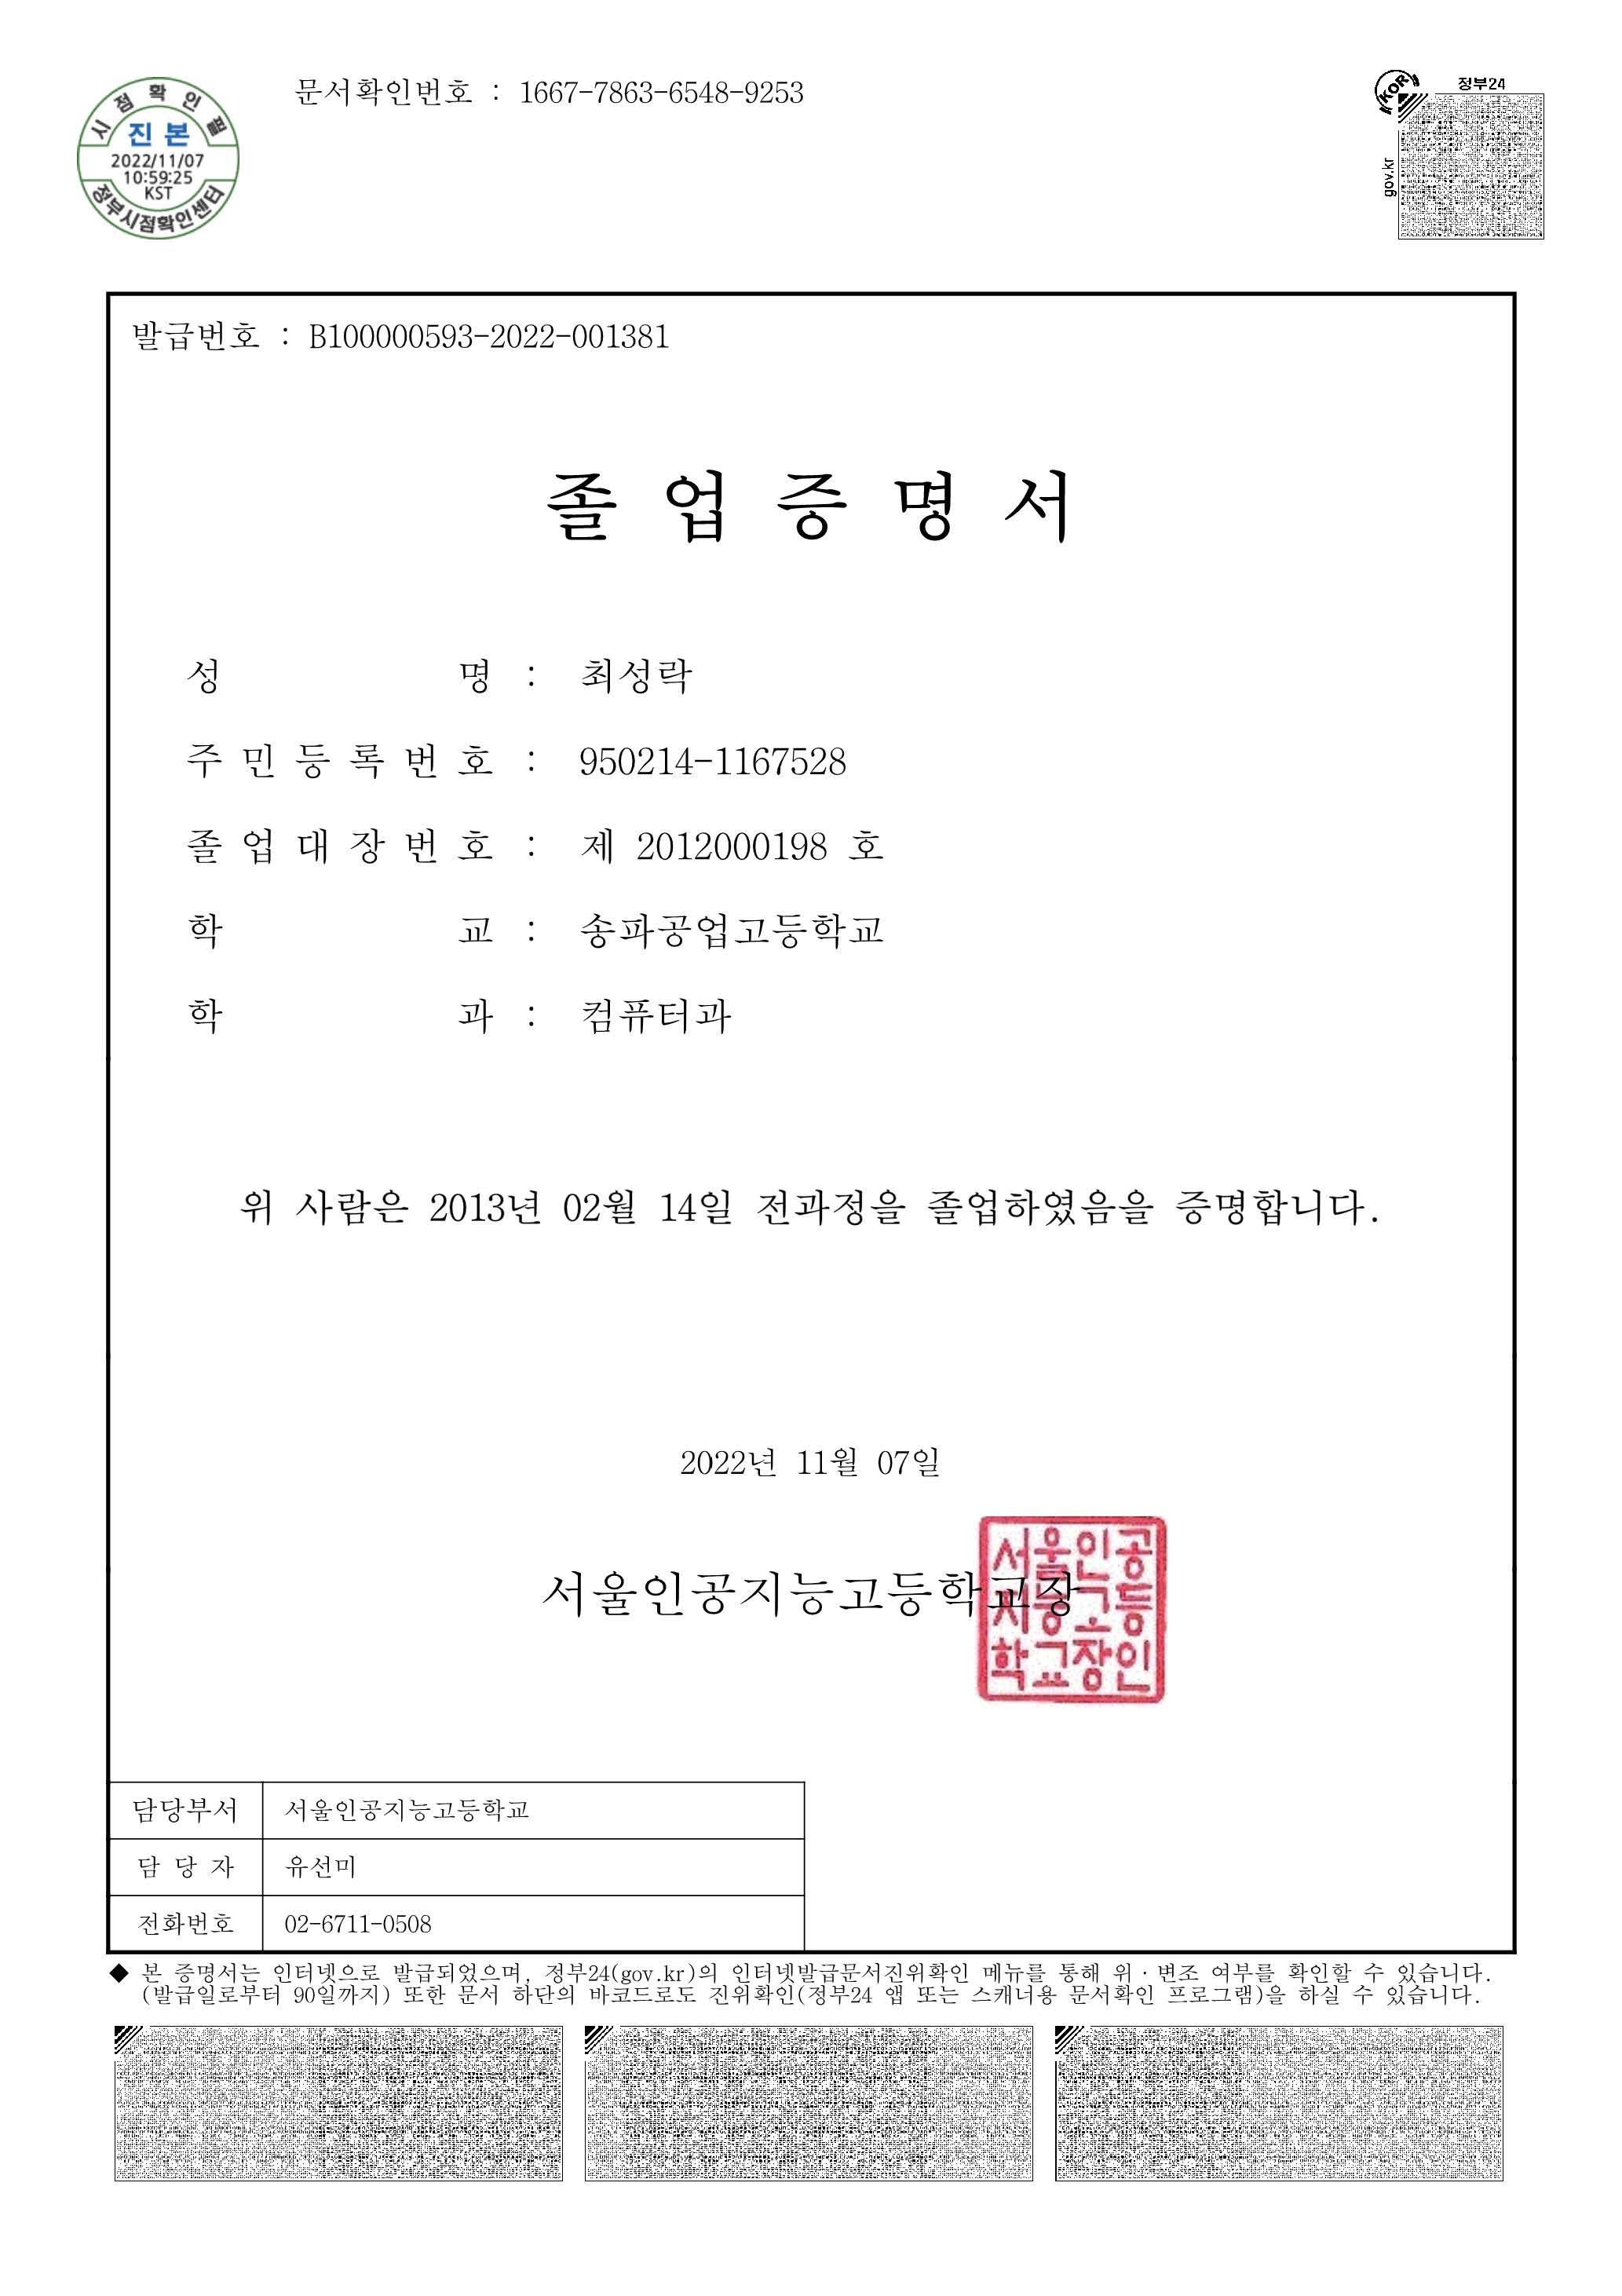 시 점 확 인 필
진 본
2022/11/07
10:59:25
KST
정부시점확인센터
문서확인번호 : 1667-7863-6548-9253
KOR
정부24
gov.kr
발급번호 : B100000593-2022-001381
졸 업 증 명 서
성 명 : 최성락
주 민 등 록 번 호 : 950214-1167528
졸 업 대 장 번 호 : 제 2012000198 호
학 교 : 송파공업고등학교
학 과 : 컴퓨터과
위 사람은 2013년 02월 14일 전과정을 졸업하였음을 증명합니다.
2022년 11월 07일
서울인공지능고등학교장
서울인공
지능고등
학교장인
담당부서 서울인공지능고등학교
담 당 자 유선미
전화번호 02-6711-0508
◆ 본 증명서는 인터넷으로 발급되었으며, 정부24(gov.kr)의 인터넷발급문서진위확인 메뉴를 통해 위·변조 여부를 확인할 수 있습니다.
(발급일로부터 90일까지) 또한 문서 하단의 바코드로도 진위확인(정부24 앱 또는 스캐너용 문서확인 프로그램)을 하실 수 있습니다.